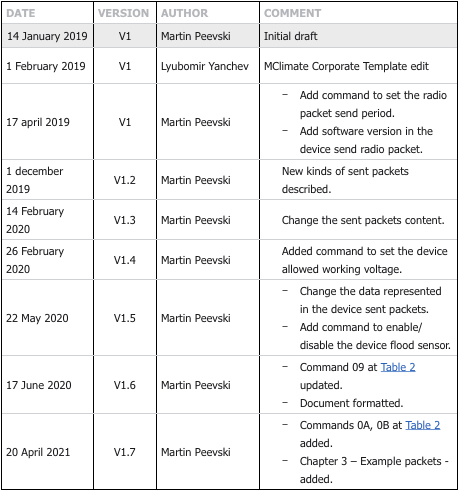 DATE VERSION AUTHOR COMMENT
14 January 2019 V1 Martin Peevski Initial draft
1 February 2019 V1 Lyubomir Yanchev MClimate Corporate Template edit
17 april 2019 V1 Martin Peevski
− Add command to set the radio
packet send period.
− Add software version in the
device send radio packet.
1 december
2019
V1.2 Martin Peevski
New kinds of sent packets
described.
14 February
2020
V1.3 Martin Peevski Change the sent packets content.
26 February
2020
V1.4 Martin Peevski
Added command to set the device
allowed working voltage.
22 May 2020 V1.5 Martin Peevski
− Change the data represented
in the device sent packets.
− Add command to enable/
disable the device flood sensor.
17 June 2020 V1.6 Martin Peevski
− Command 09 at Table 2
updated.
− Document formatted.
20 April 2021 V1.7 Martin Peevski
− Commands 0A, 0B at Table 2
added.
− Chapter 3 – Example packets -
added.